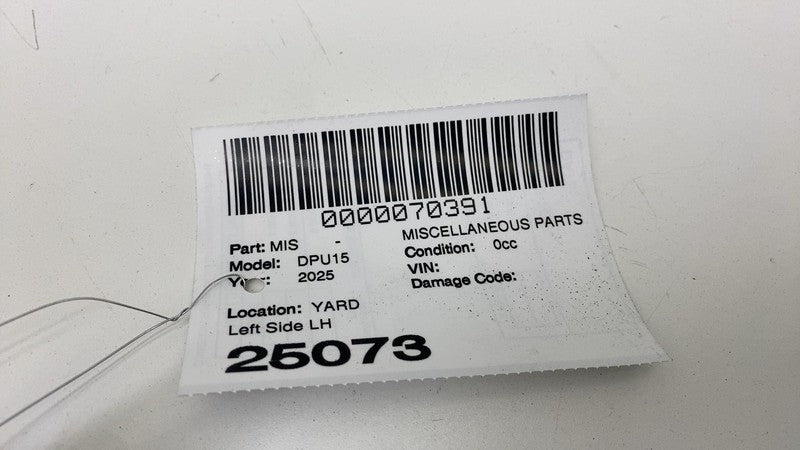 0000070391
Part: MIS - MISCELLANEOUS PARTS
Model: DPU15 Condition: 0cc
Year: 2025 VIN:
Damage Code:
Location: YARD
Left Side LH
25073